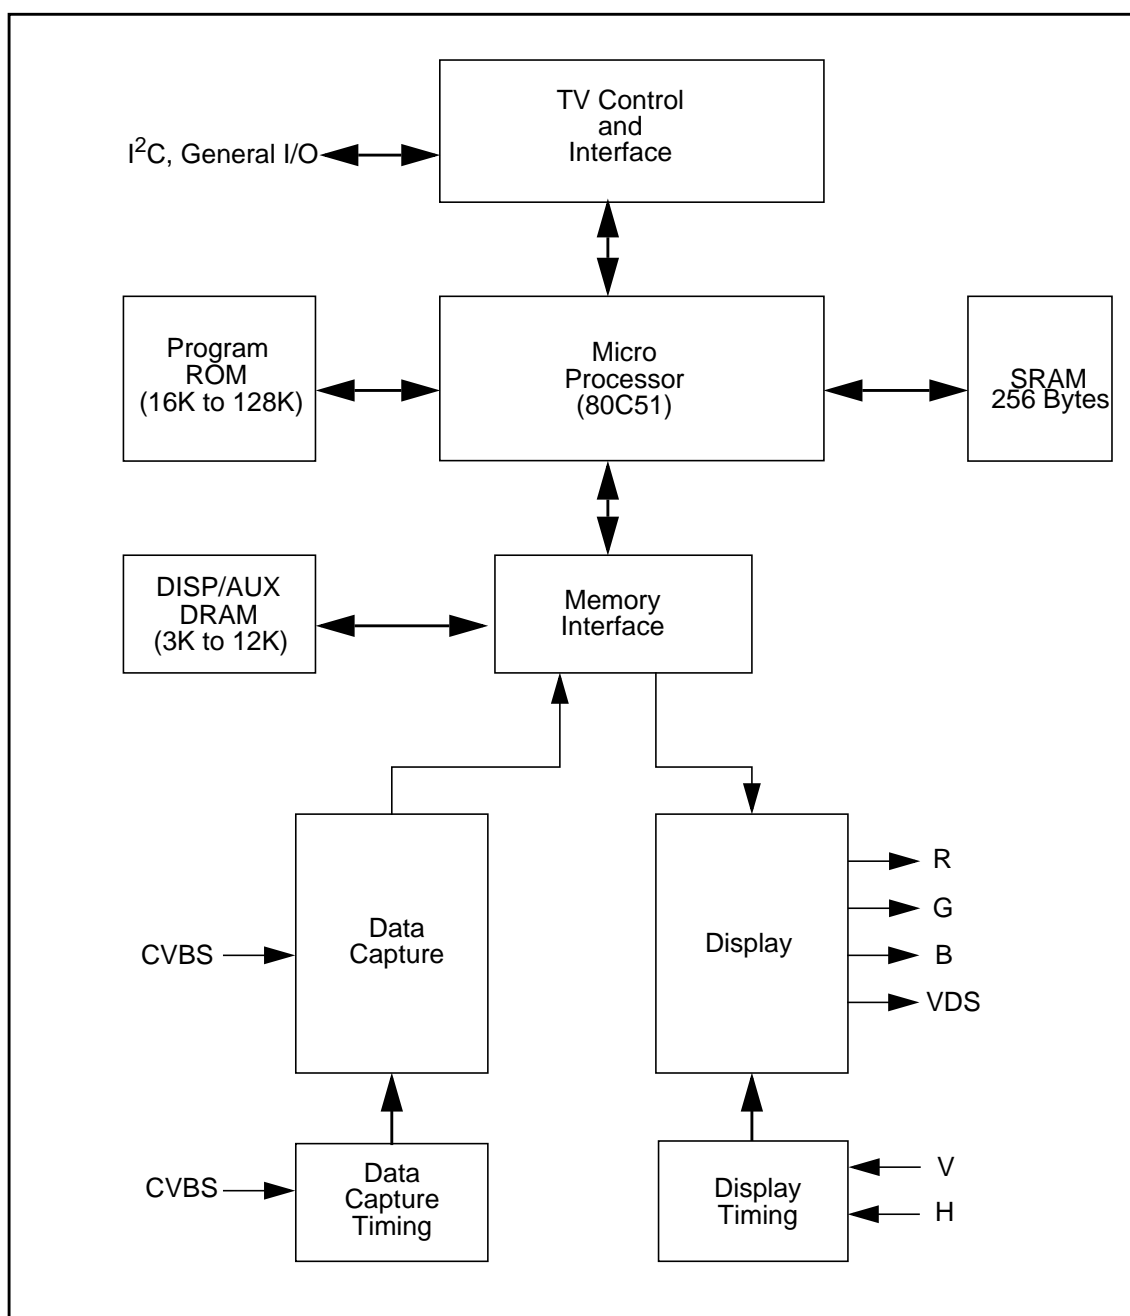 TV Control
and
Interface
I²C, General I/O
Program
ROM
(16K to 128K)
Micro
Processor
(80C51)
SRAM
256 Bytes
DISP/AUX
DRAM
(3K to 12K)
Memory
Interface
Data
Capture
CVBS
Display
R
G
B
VDS
Data
Capture
Timing
CVBS
Display
Timing
V
H